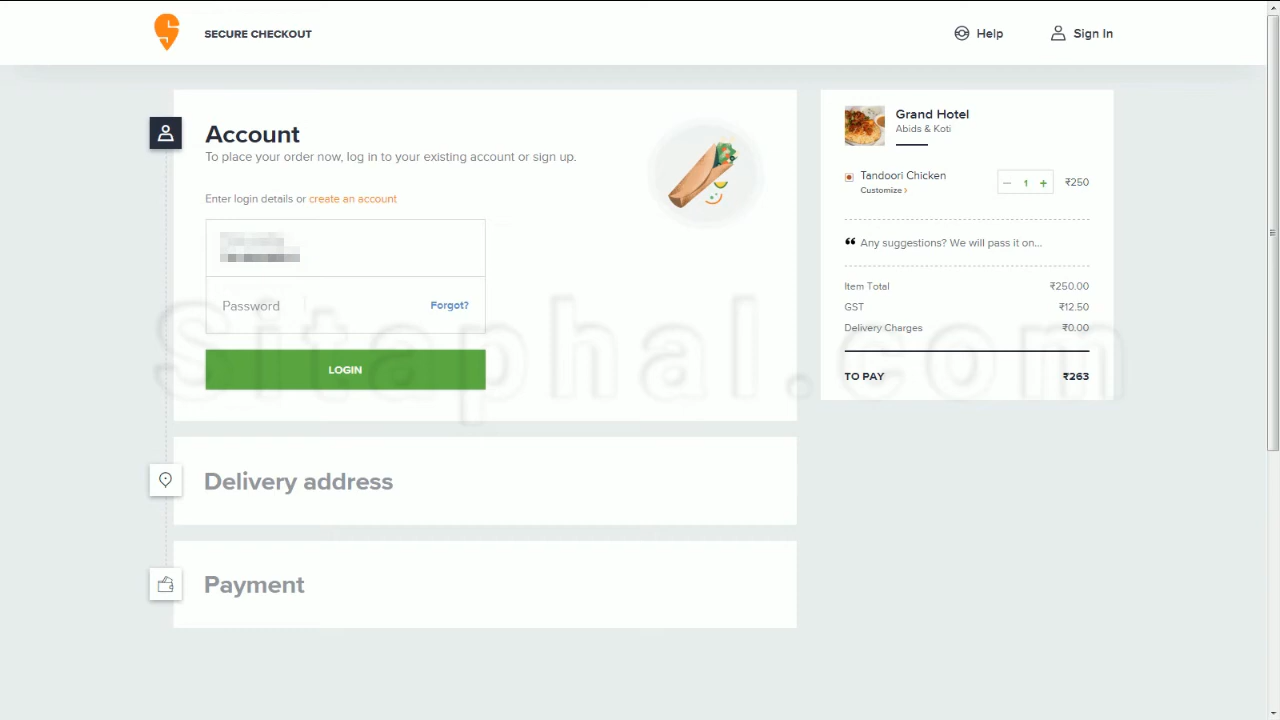 SECURE CHECKOUT
Help
Sign In
Account
To place your order now, log in to your existing account or sign up.
Enter login details or create an account
Password
Forgot?
LOGIN
Delivery address
Payment
Grand Hotel
Abids & Koti
Tandoori Chicken
Customize ›
− 1 +
₹250
“ Any suggestions? We will pass it on...
Item Total ₹250.00
GST ₹12.50
Delivery Charges ₹0.00
TO PAY ₹263
Sitaphal.com